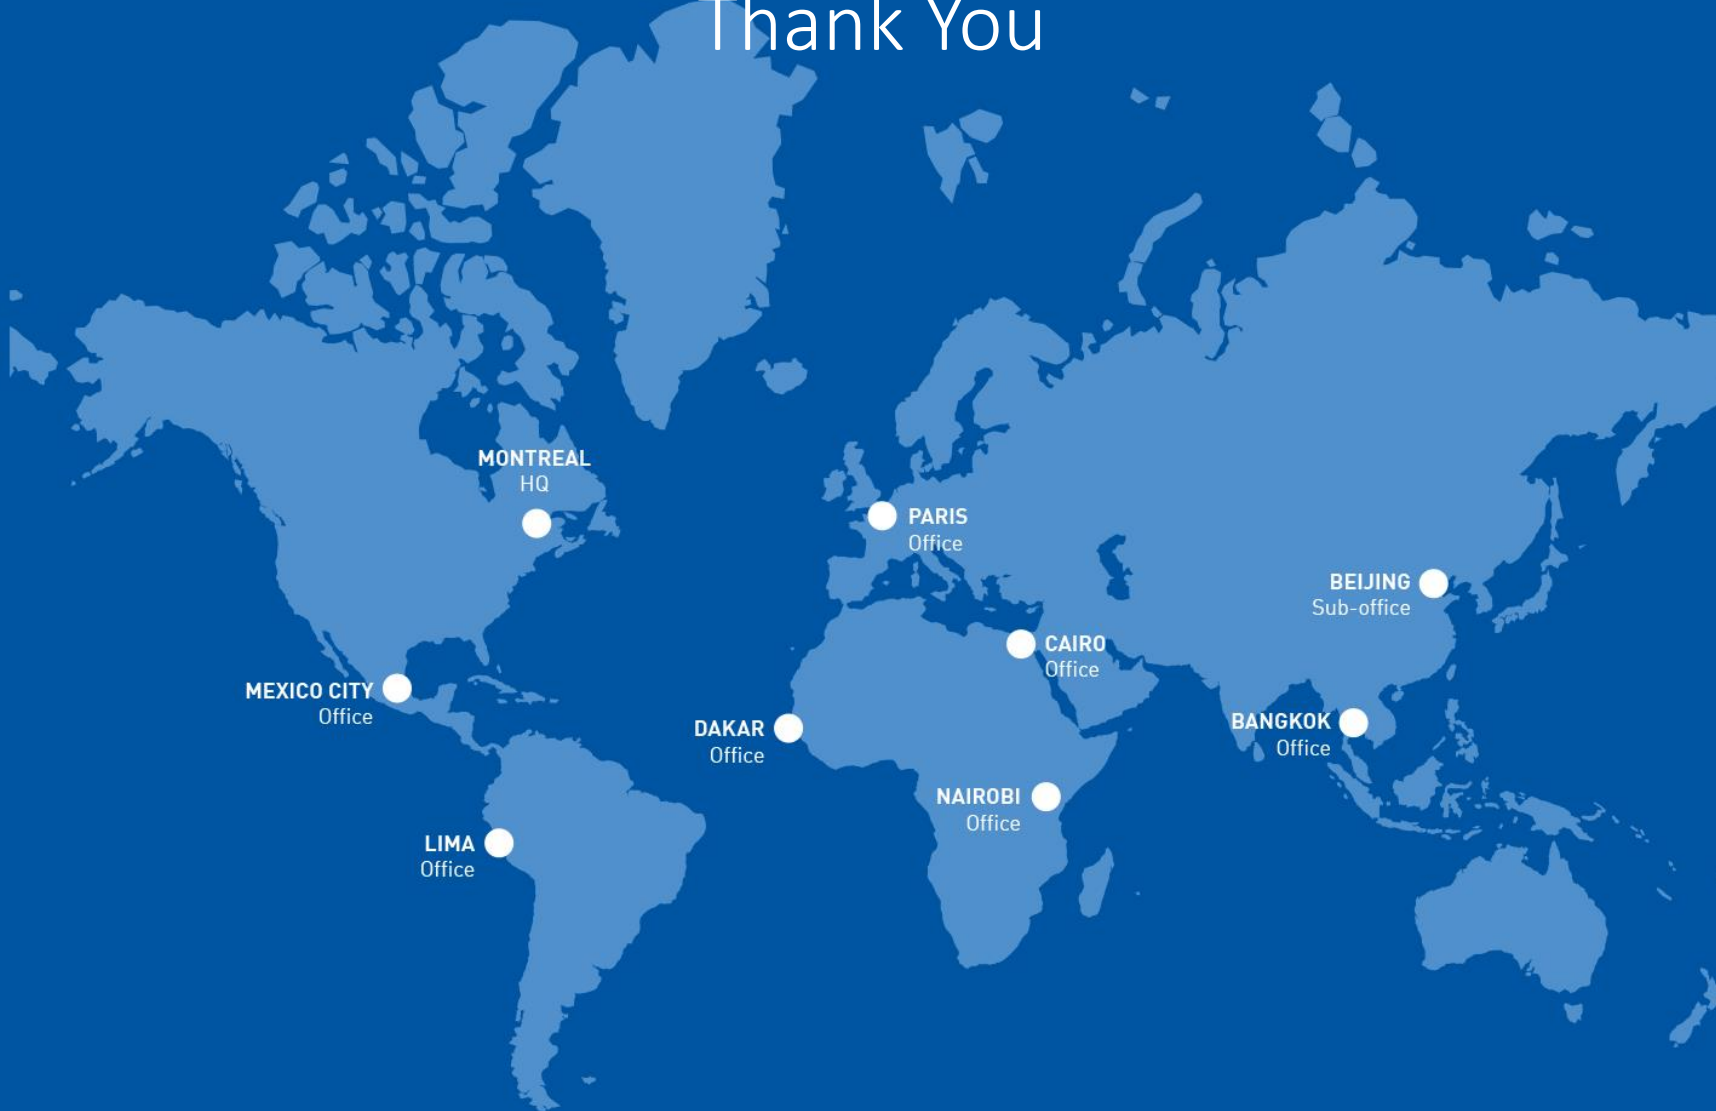 Thank You
MONTREAL
HQ
PARIS
Office
BEIJING
Sub-office
CAIRO
Office
MEXICO CITY
Office
DAKAR
Office
BANGKOK
Office
NAIROBI
Office
LIMA
Office